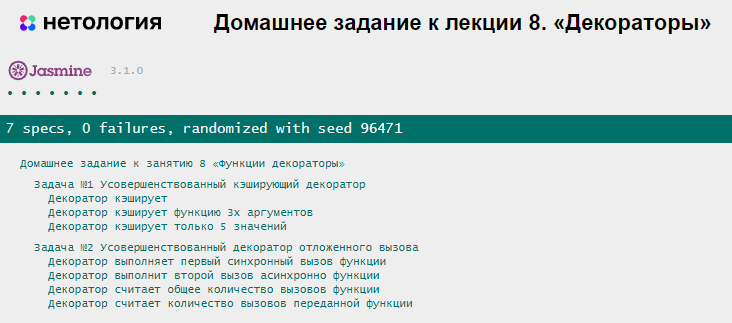 нетология
Домашнее задание к лекции 8. «Декораторы»
Jasmine 3.1.0
7 specs, 0 failures, randomized with seed 96471
Домашнее задание к занятию 8 «Функции декораторы»
Задача №1 Усовершенствованный кэширующий декоратор
Декоратор кэширует
Декоратор кэширует функцию 3х аргументов
Декоратор кэширует только 5 значений
Задача №2 Усовершенствованный декоратор отложенного вызова
Декоратор выполняет первый синхронный вызов функции
Декоратор выполнит второй вызов асинхронно функции
Декоратор считает общее количество вызовов функции
Декоратор считает количество вызовов переданной функции